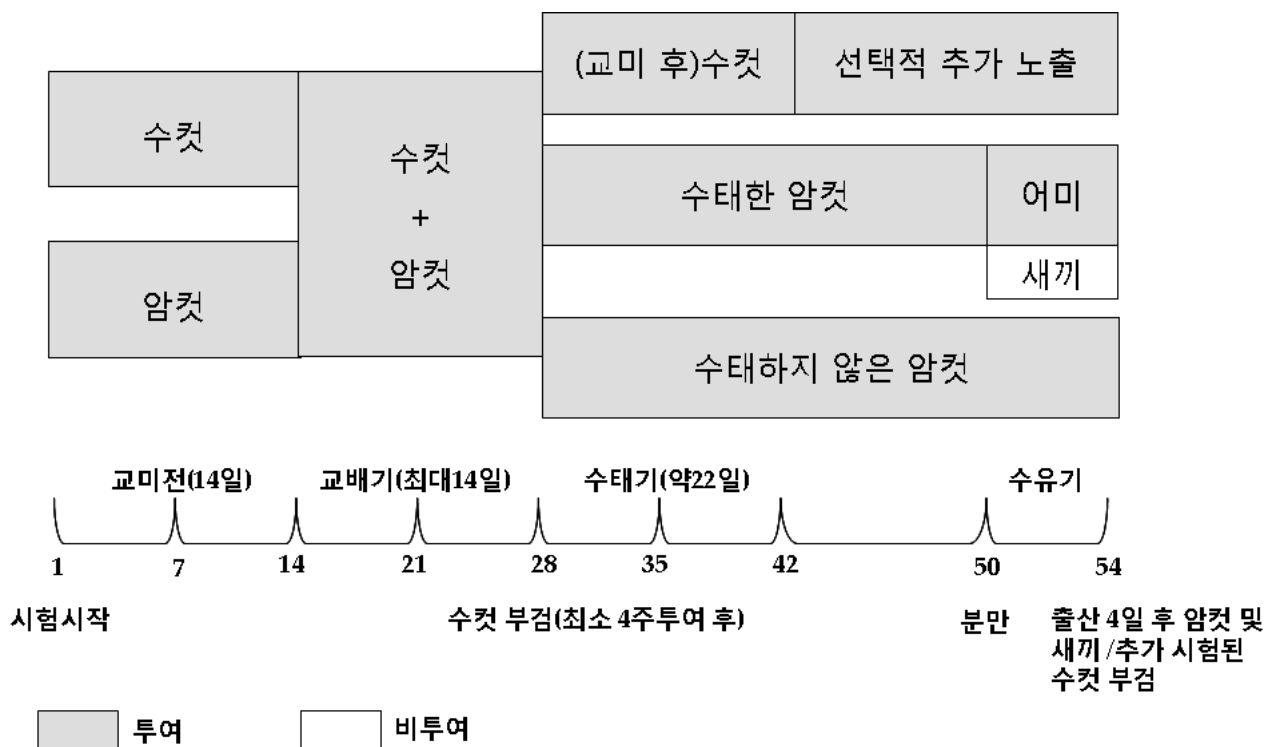 (교미 후)수컷
선택적 추가 노출
수컷
수컷
+
암컷
수태한 암컷
어미
새끼
암컷
수태하지 않은 암컷
교미전(14일)
교배기(최대14일)
수태기(약22일)
수유기
1
7
14
21
28
35
42
50
54
시험시작
수컷 부검(최소 4주투여 후)
분만
출산 4일 후 암컷 및
새끼 /추가 시험된
수컷 부검
투여
비투여